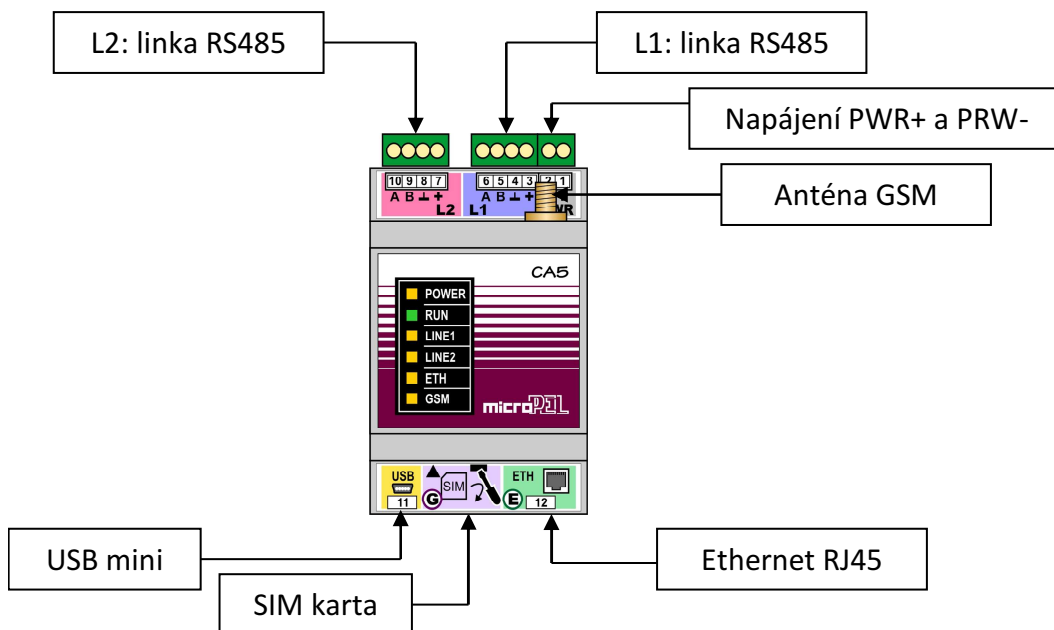 L2: linka RS485
L1: linka RS485
Napájení PWR+ a PRW-
Anténa GSM
10 9 8 7
6 5 4 3 2 1
A B ⊥ +
L2
A B ⊥ +
L1
CA5
POWER
RUN
LINE1
LINE2
ETH
GSM
microPEL
USB
11
G
SIM
ETH
E
12
USB mini
SIM karta
Ethernet RJ45